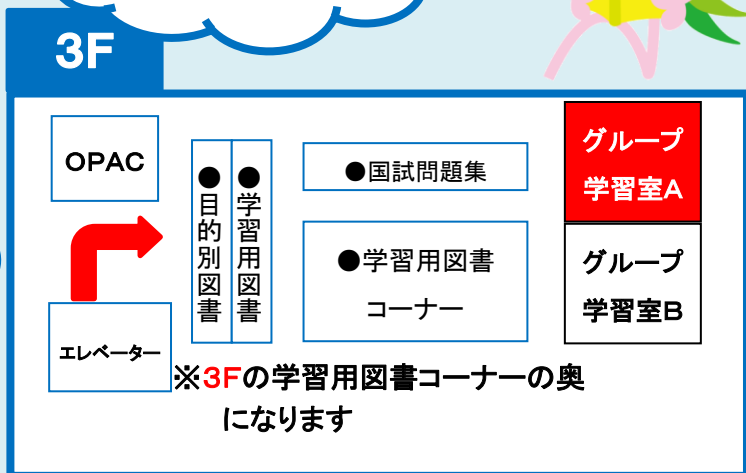 3F
OPAC
エレベーター
●目的別図書
●学習用図書
●国試問題集
●学習用図書
コーナー
グループ
学習室A
グループ
学習室B
※3Fの学習用図書コーナーの奥
になります